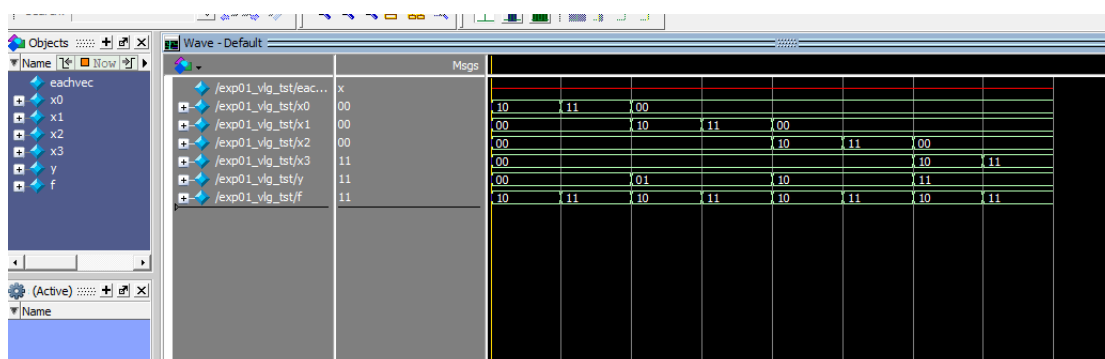 Objects
Wave - Default
Name Now
Msgs
eachvec
x0
x1
x2
x3
y
f
/exp01_vlg_tst/eac... x
/exp01_vlg_tst/x0 00 10 11 00
/exp01_vlg_tst/x1 00 00 10 11 00
/exp01_vlg_tst/x2 00 00 10 11 00
/exp01_vlg_tst/x3 11 00 10 11
/exp01_vlg_tst/y 11 00 01 10 11
/exp01_vlg_tst/f 11 10 11 10 11 10 11 10 11
(Active)
Name